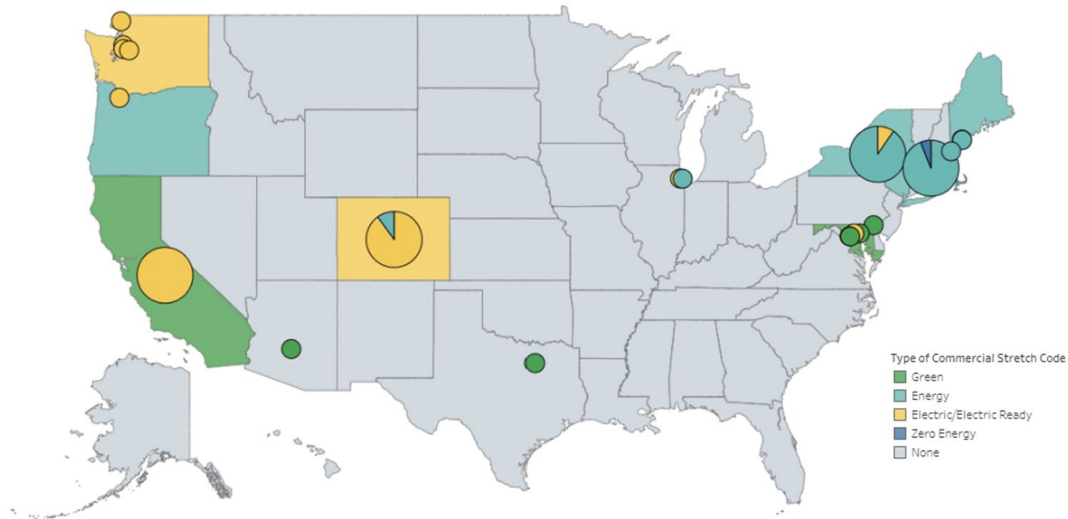 Type of Commercial Stretch Code
Green
Energy
Electric/Electric Ready
Zero Energy
None